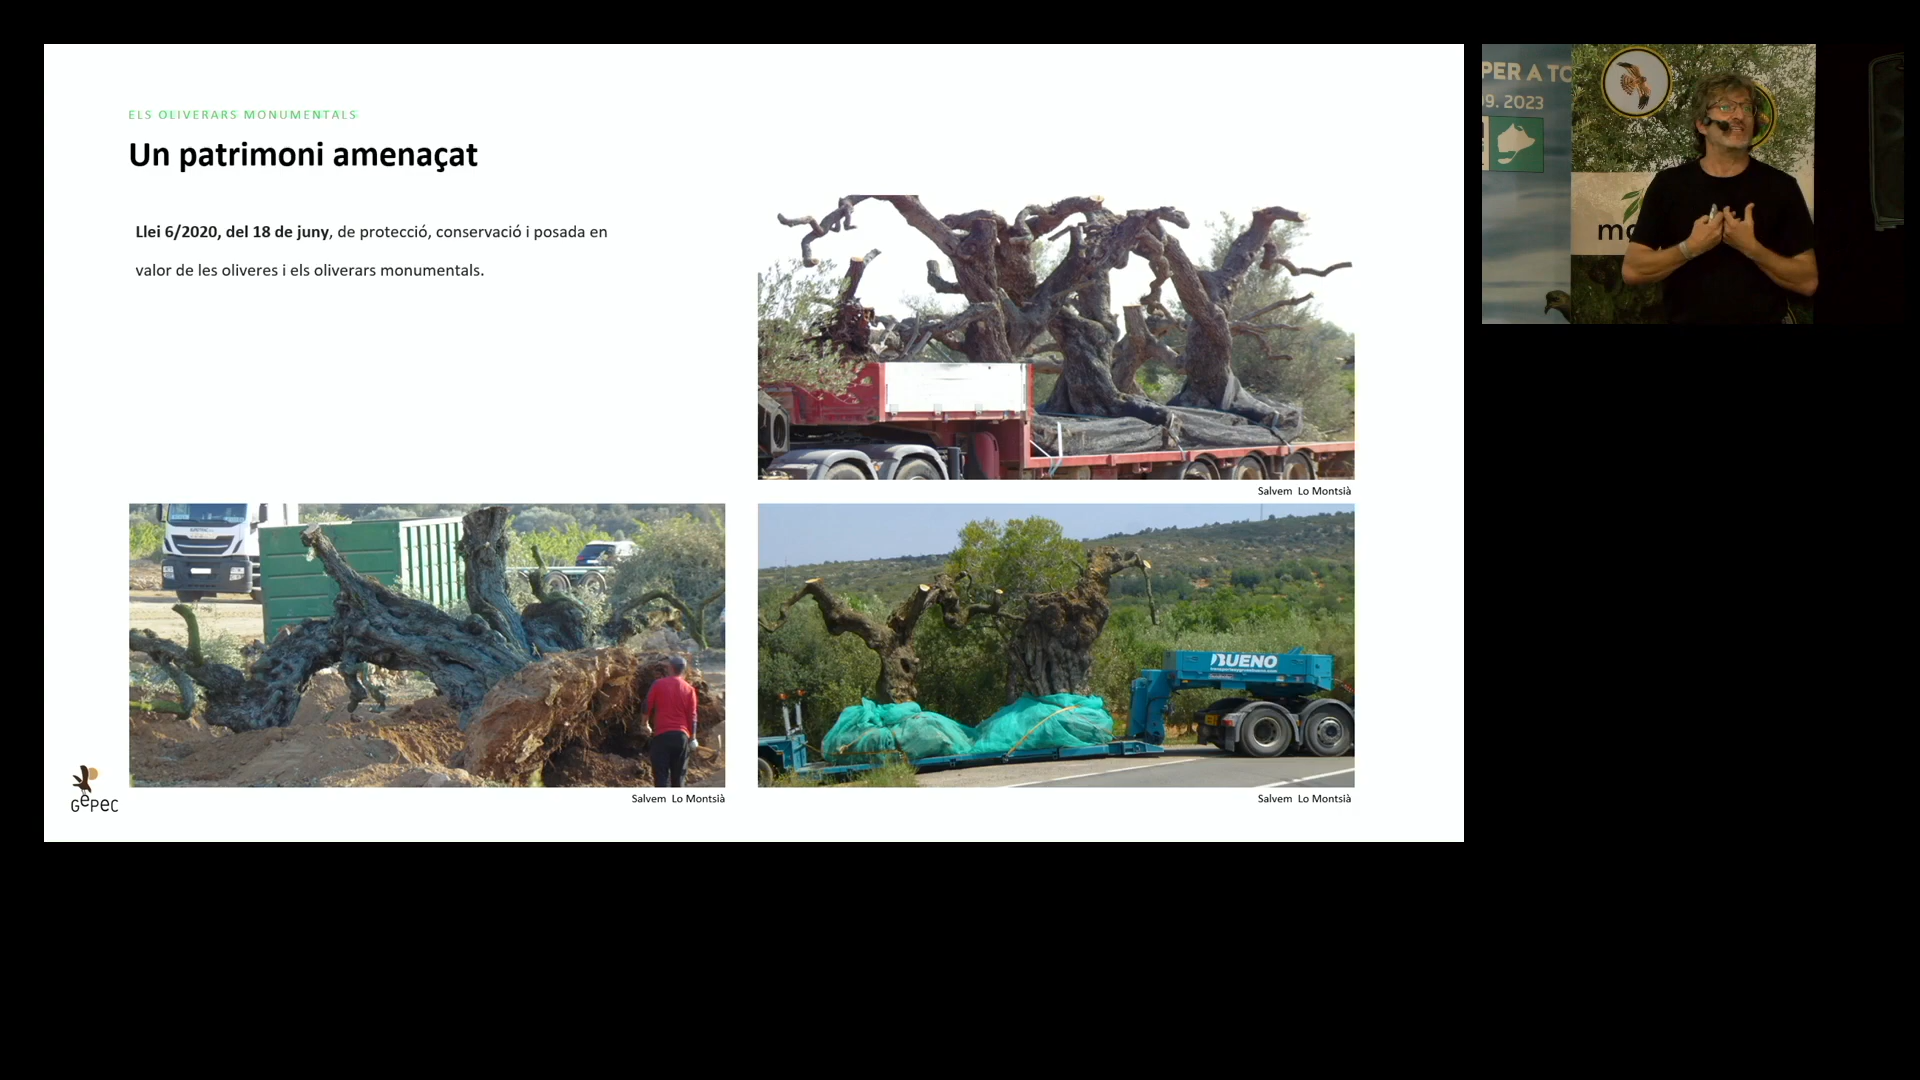 ELS OLIVERARS MONUMENTALS
Un patrimoni amenaçat
Llei 6/2020, del 18 de juny, de protecció, conservació i posada en
valor de les oliveres i els oliverars monumentals.
Salvem Lo Montsià
BUENO
Salvem Lo Montsià
Salvem Lo Montsià
GEPEC
PER A TO
09. 2023